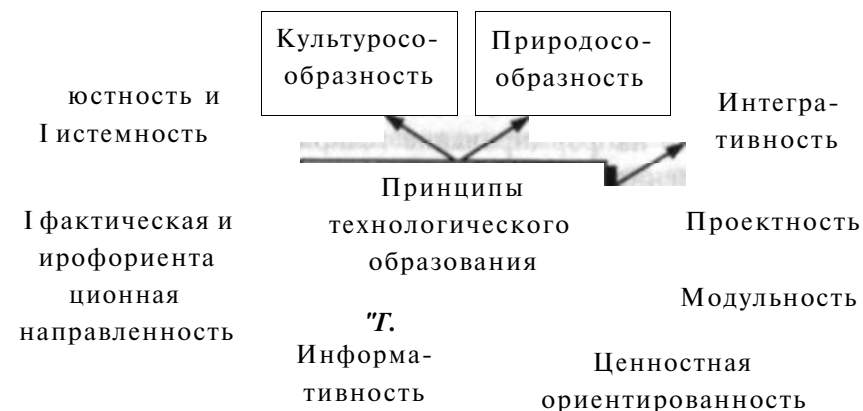 Культуросо-
образность
Природосо-
образность
юстность и
I истемность
Интегра-
тивность
Принципы
технологического
образования
I фактическая и
ирофориента
ционная
направленность
Проектность
Модульность
"Г.
Информа-
тивность
Ценностная
ориентированность